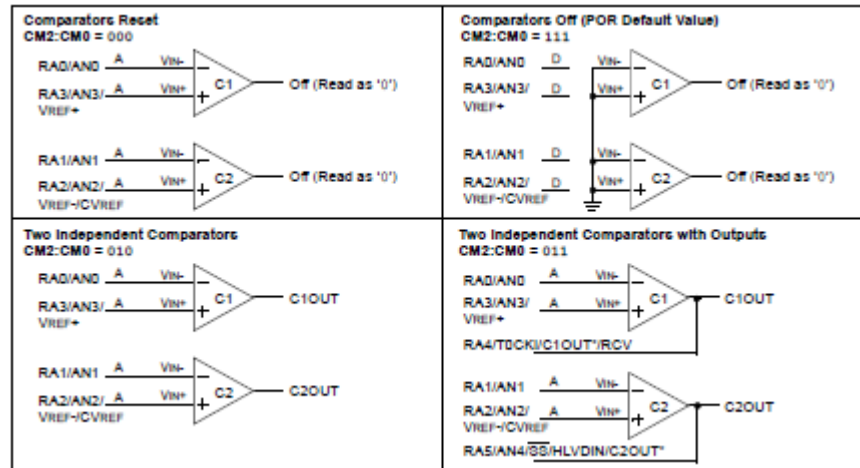 Comparators Reset
CM2:CM0 = 000
RA0/AN0 A VIN-
RA3/AN3/ A VIN+
VREF+
C1
Off (Read as '0')
RA1/AN1 A VIN-
RA2/AN2/ A VIN+
VREF-/CVREF
C2
Off (Read as '0')
Comparators Off (POR Default Value)
CM2:CM0 = 111
RA0/AN0 D VIN-
RA3/AN3/ D VIN+
VREF+
C1
Off (Read as '0')
RA1/AN1 D VIN-
RA2/AN2/ D VIN+
VREF-/CVREF
C2
Off (Read as '0')
Two Independent Comparators
CM2:CM0 = 010
RA0/AN0 A VIN-
RA3/AN3/ A VIN+
VREF+
C1
C1OUT
RA1/AN1 A VIN-
RA2/AN2/ A VIN+
VREF-/CVREF
C2
C2OUT
Two Independent Comparators with Outputs
CM2:CM0 = 011
RA0/AN0 A VIN-
RA3/AN3/ A VIN+
VREF+
C1
C1OUT
RA4/T0CKI/C1OUT*/RCV
RA1/AN1 A VIN-
RA2/AN2/ A VIN+
VREF-/CVREF
C2
C2OUT
RA5/AN4/SS/HLVDIN/C2OUT*